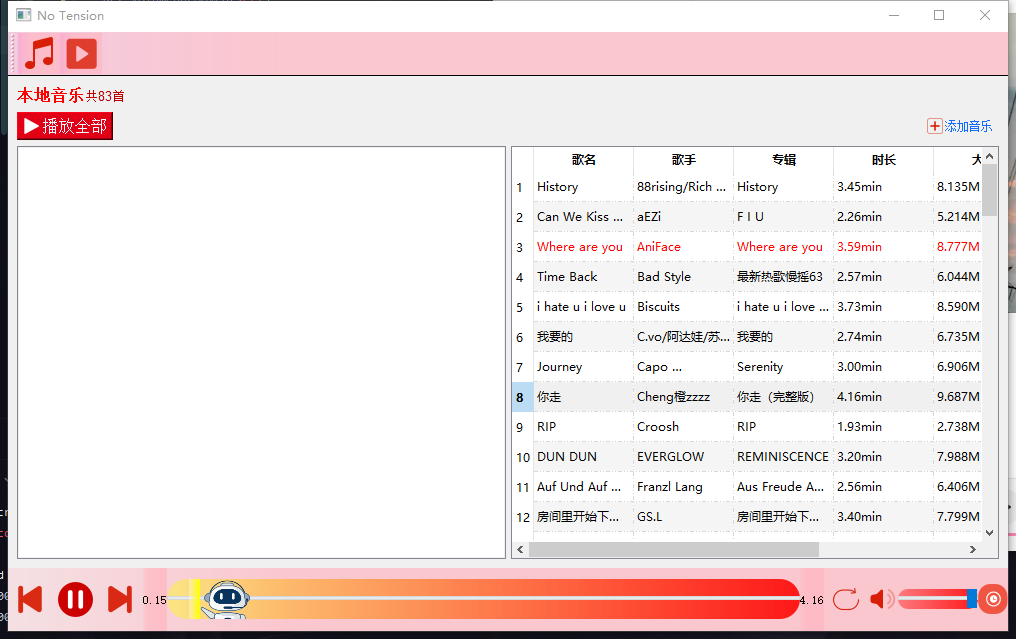 No Tension
本地音乐共83首
播放全部
添加音乐
歌名 歌手 专辑 时长
1 History 88rising/Rich ... History 3.45min 8.135M
2 Can We Kiss ... aEZi F I U 2.26min 5.214M
3 Where are you AniFace Where are you 3.59min 8.777M
4 Time Back Bad Style 最新热歌慢摇63 2.57min 6.044M
5 i hate u i love u Biscuits i hate u i love ... 3.73min 8.590M
6 我要的 C.vo/阿达娃/苏... 我要的 2.74min 6.735M
7 Journey Capo ... Serenity 3.00min 6.906M
8 你走 Cheng橙zzzz 你走（完整版） 4.16min 9.687M
9 RIP Croosh RIP 1.93min 2.738M
10 DUN DUN EVERGLOW REMINISCENCE 3.20min 7.988M
11 Auf Und Auf ... Franzl Lang Aus Freude A... 2.56min 6.406M
12 房间里开始下... GS.L 房间里开始下... 3.40min 7.799M
0.15 4.16